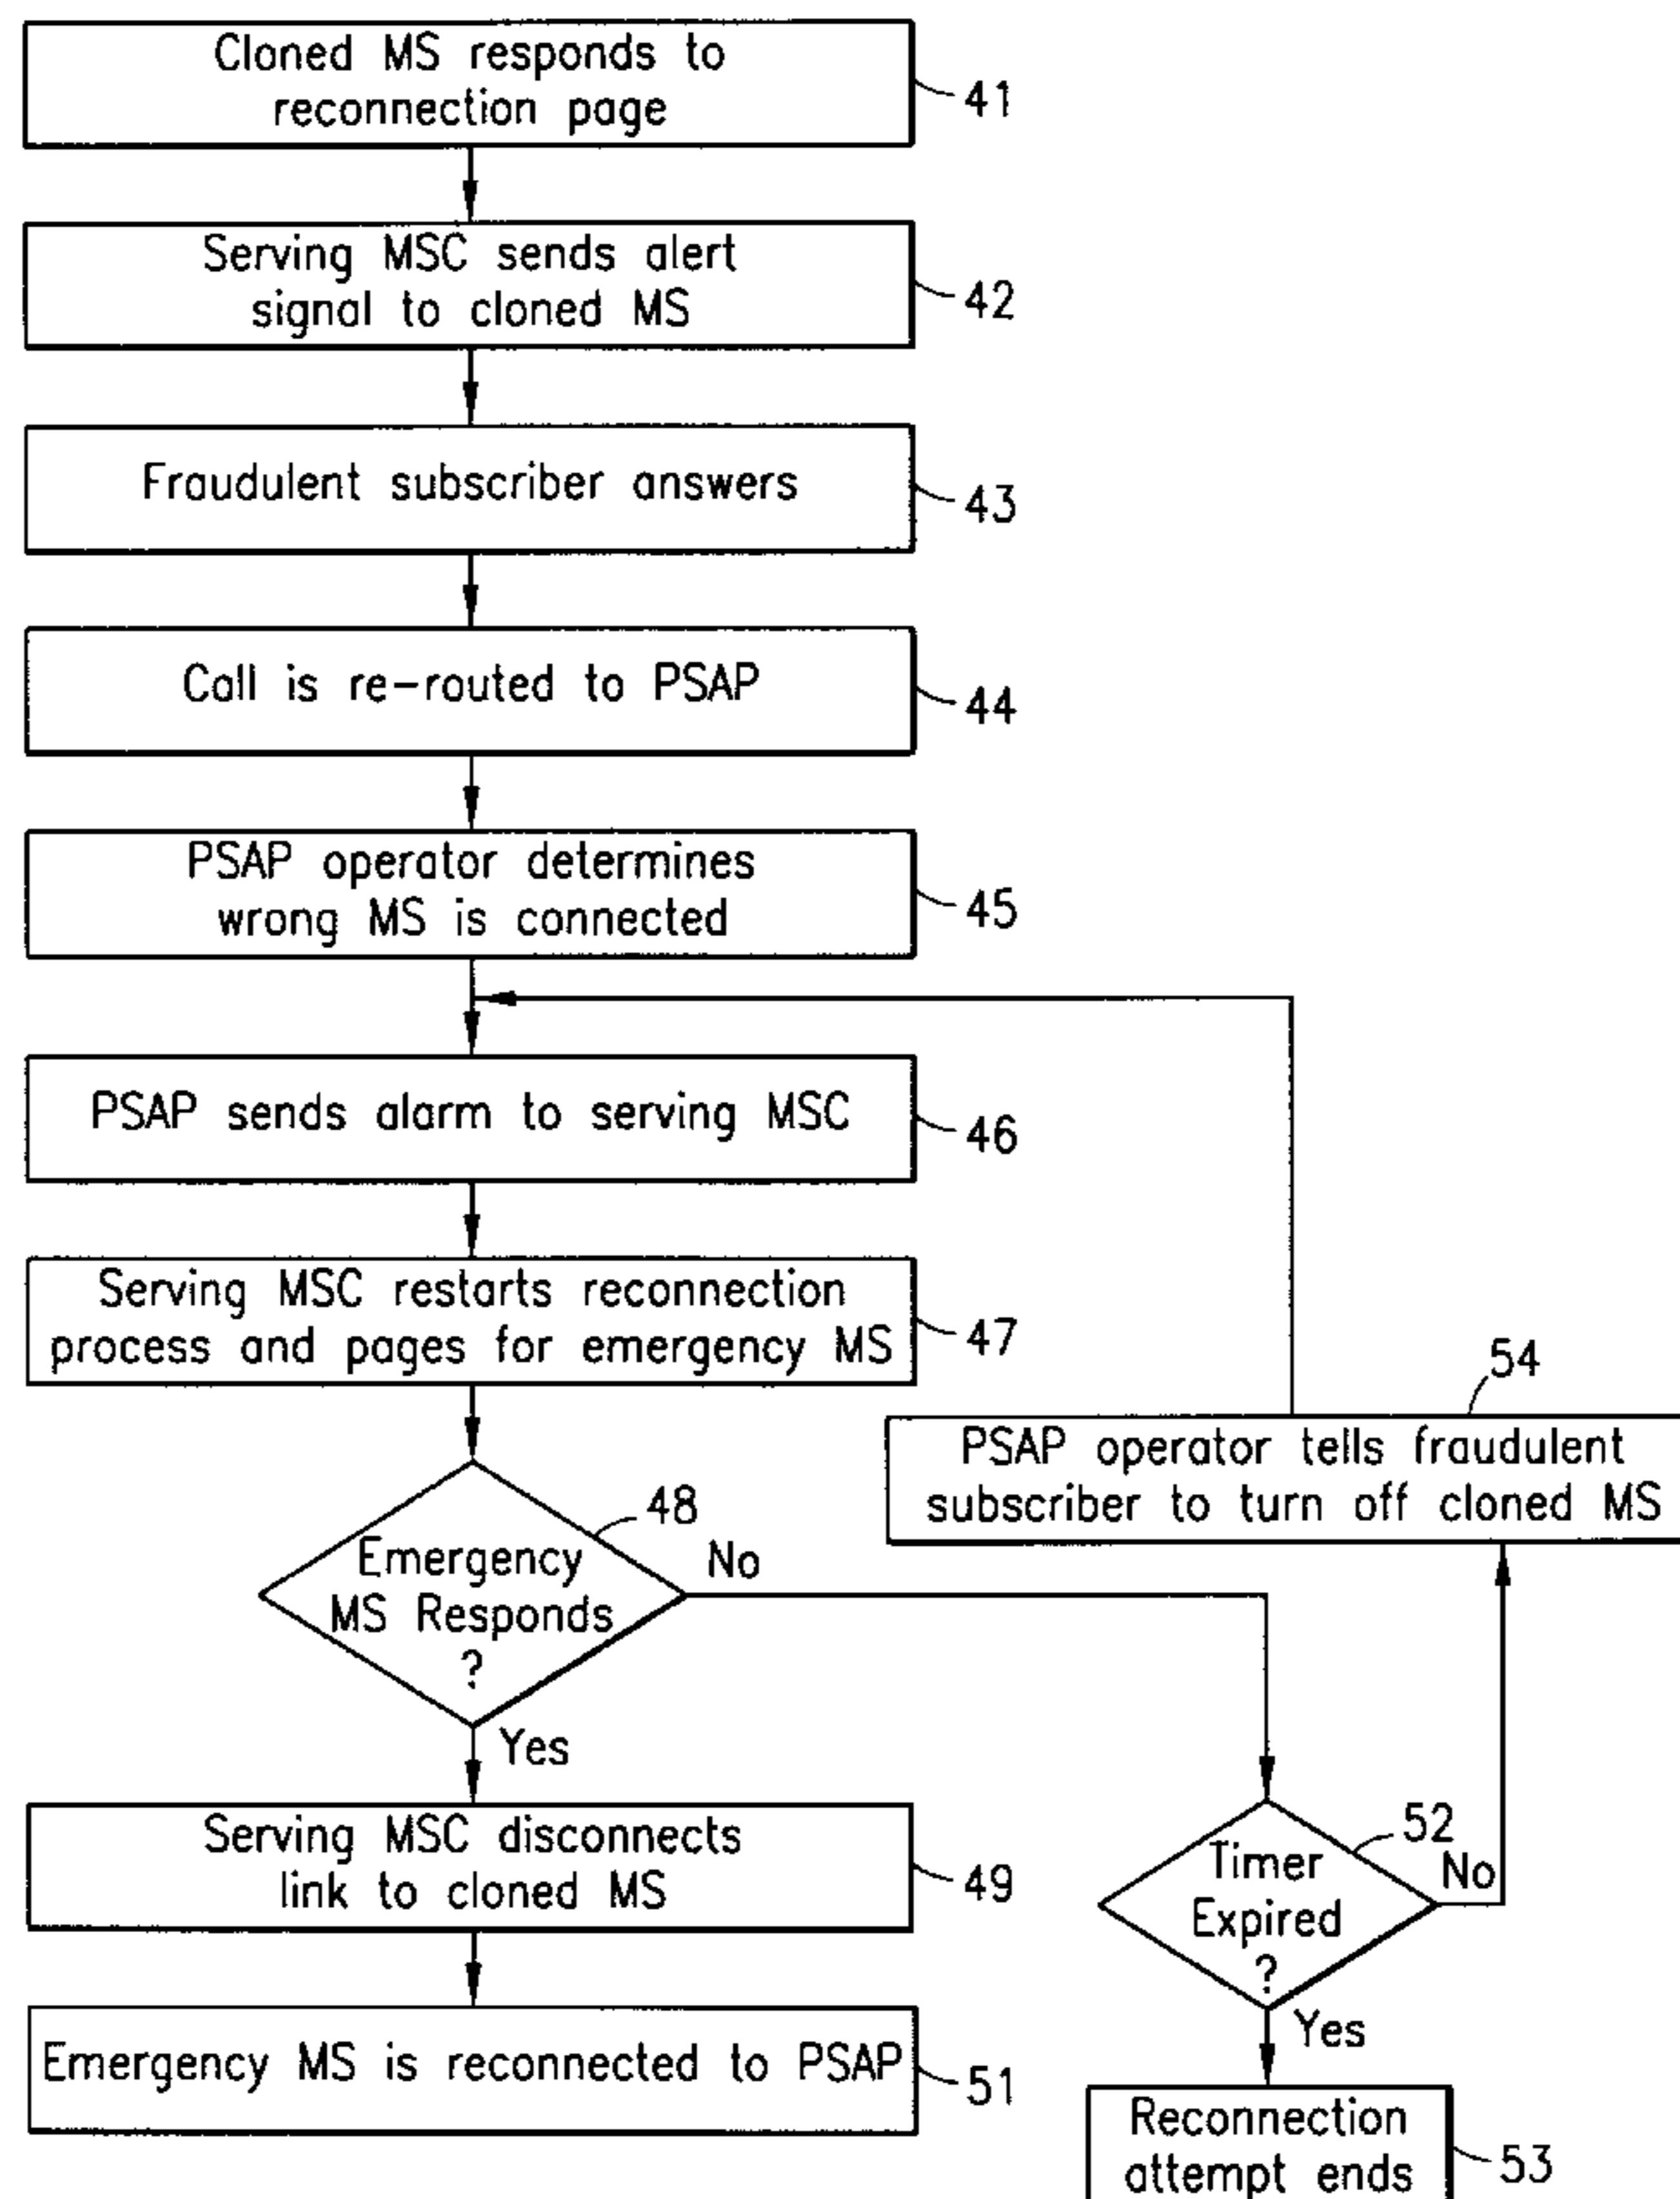 Cloned MS responds to
reconnection page
41
Serving MSC sends alert
signal to cloned MS
42
Fraudulent subscriber answers
43
Call is re-routed to PSAP
44
PSAP operator determines
wrong MS is connected
45
PSAP sends alarm to serving MSC
46
Serving MSC restarts reconnection
process and pages for emergency MS
47
54
PSAP operator tells fraudulent
subscriber to turn off cloned MS
48
Emergency
MS Responds
?
No
Yes
Serving MSC disconnects
link to cloned MS
49
52
Timer
Expired
?
No
Yes
Emergency MS is reconnected to PSAP
51
Reconnection
attempt ends
53